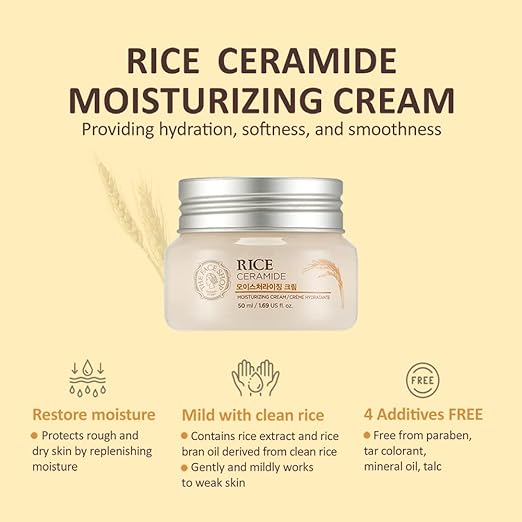 RICE CERAMIDE
MOISTURIZING CREAM
Providing hydration, softness, and smoothness
THE FACE SHOP
RICE
CERAMIDE
모이스처라이징 크림
MOISTURIZING CREAM/CRÈME HYDRATANTE
50 ml / 1.69 US fl. oz.
FREE
Restore moisture
• Protects rough and
dry skin by replenishing
moisture
Mild with clean rice
• Contains rice extract and rice
bran oil derived from clean rice
• Gently and mildly works
to weak skin
4 Additives FREE
• Free from paraben,
tar colorant,
mineral oil, talc